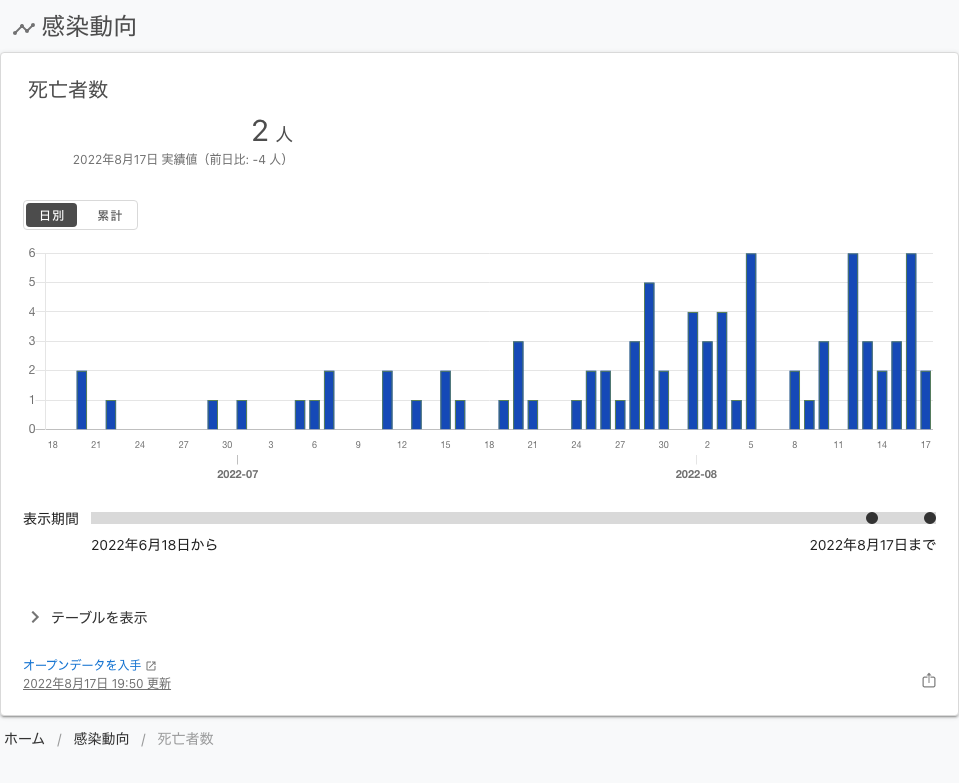 感染動向
死亡者数
2 人
2022年8月17日 実績値（前日比: -4 人）
日別 累計
6
5
4
3
2
1
0
18 21 24 27 30 3 6 9 12 15 18 21 24 27 30 2 5 8 11 14 17
2022-07 2022-08
表示期間
2022年6月18日から 2022年8月17日まで
テーブルを表示
オープンデータを入手
2022年8月17日 19:50 更新
ホーム / 感染動向 / 死亡者数